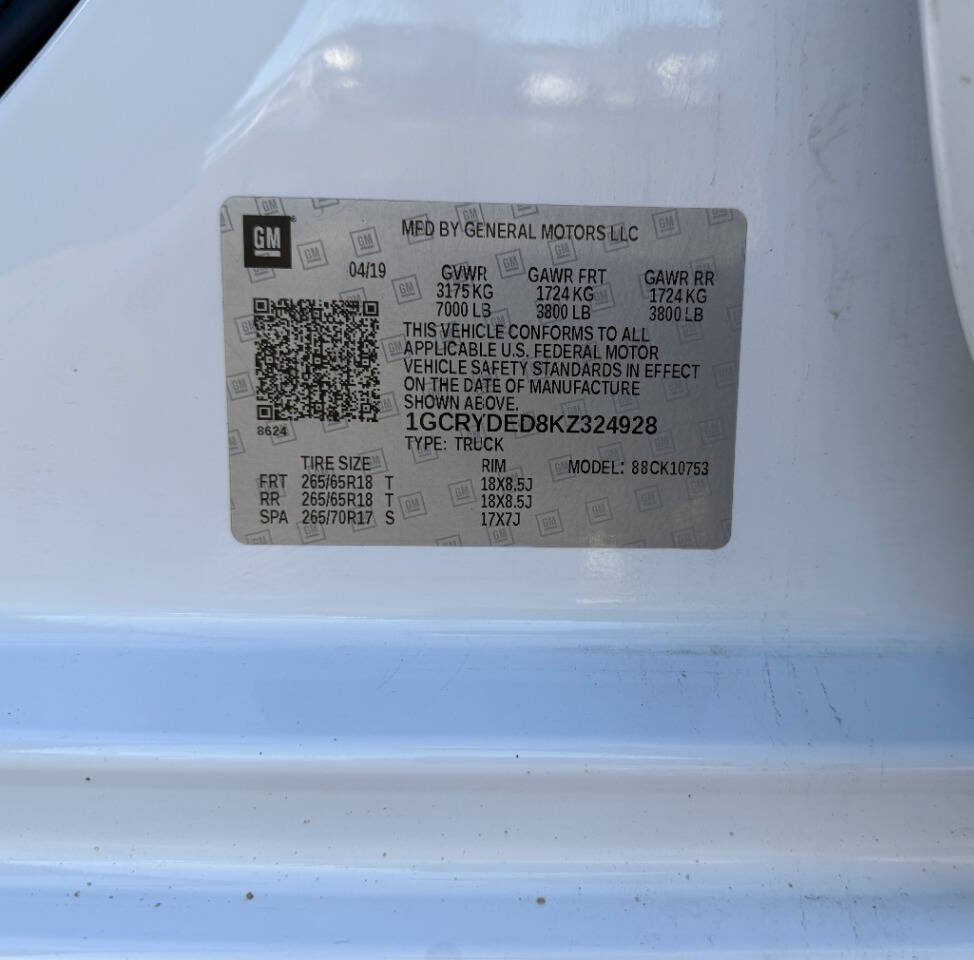 GM
MFD BY GENERAL MOTORS LLC
04/19 GVWR GAWR FRT GAWR RR
3175 KG 1724 KG 1724 KG
7000 LB 3800 LB 3800 LB
THIS VEHICLE CONFORMS TO ALL
APPLICABLE U.S. FEDERAL MOTOR
VEHICLE SAFETY STANDARDS IN EFFECT
ON THE DATE OF MANUFACTURE
SHOWN ABOVE.
8624
1GCRYDED8KZ324928
TYPE: TRUCK
TIRE SIZE RIM MODEL: 88CK10753
FRT 265/65R18 T 18X8.5J
RR 265/65R18 T 18X8.5J
SPA 265/70R17 S 17X7J